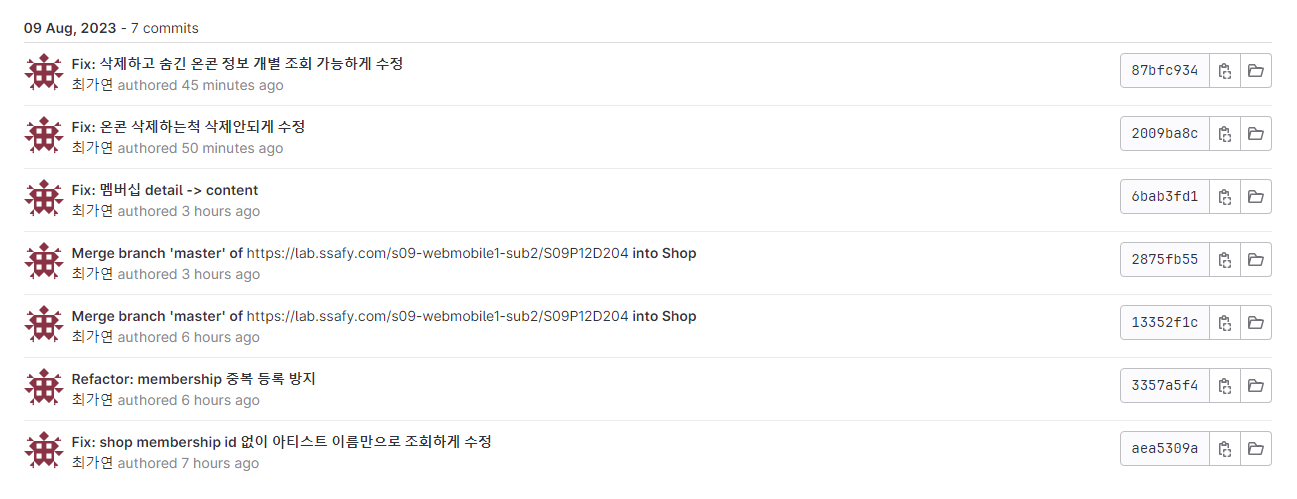 09 Aug, 2023 - 7 commits
Fix: 삭제하고 숨긴 온콘 정보 개별 조회 가능하게 수정
최가연 authored 45 minutes ago
87bfc934
Fix: 온콘 삭제하는척 삭제안되게 수정
최가연 authored 50 minutes ago
2009ba8c
Fix: 멤버십 detail -> content
최가연 authored 3 hours ago
6bab3fd1
Merge branch 'master' of https://lab.ssafy.com/s09-webmobile1-sub2/S09P12D204 into Shop
최가연 authored 3 hours ago
2875fb55
Merge branch 'master' of https://lab.ssafy.com/s09-webmobile1-sub2/S09P12D204 into Shop
최가연 authored 6 hours ago
13352f1c
Refactor: membership 중복 등록 방지
최가연 authored 6 hours ago
3357a5f4
Fix: shop membership id 없이 아티스트 이름만으로 조회하게 수정
최가연 authored 7 hours ago
aea5309a